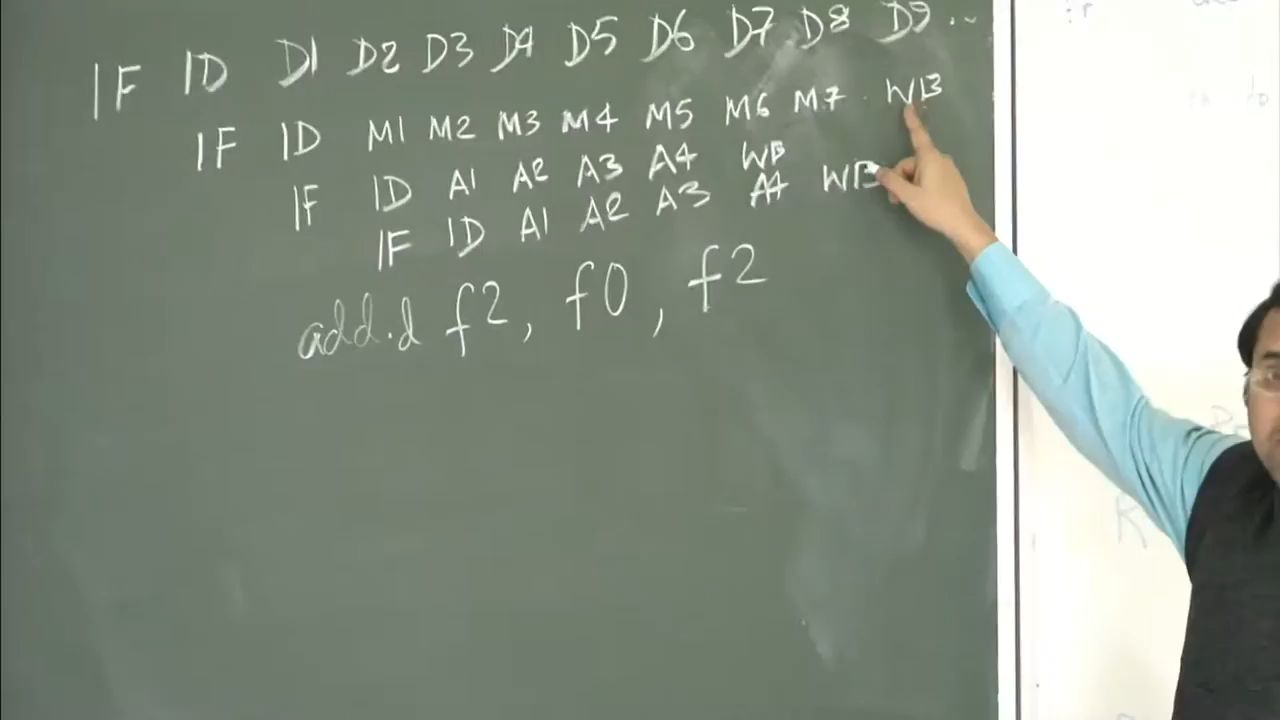 IF ID D1 D2 D3 D4 D5 D6 D7 D8 D9 ...
IF ID M1 M2 M3 M4 M5 M6 M7 WB
IF ID A1 A2 A3 A4 WB
IF ID A1 A2 A3 A4 WB
add.d f2, f0, f2